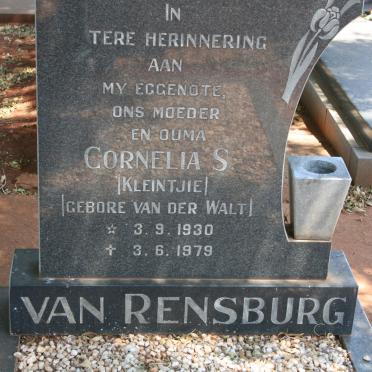 IN
TERE HERINNERING
AAN
MY EGGENOTE,
ONS MOEDER
EN OUMA
CORNELIA S
(KLEINTJIE)
(GEBORE VAN DER WALT)
☆ 3. 9. 1930
✝ 3. 6. 1979
VAN RENSBURG